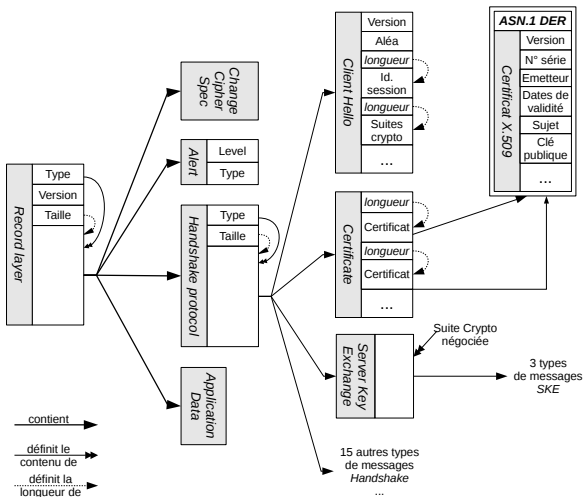 Record layer
Type
Version
Taille
Change
Cipher
Spec
Alert
Level
Type
Handshake protocol
Type
Taille
Application
Data
Client Hello
Version
Aléa
longueur
Id.
session
longueur
Suites
crypto
...
Certificate
longueur
Certificat
longueur
Certificat
...
Server Key
Exchange
Suite Crypto
négociée
3 types
de messages
SKE
15 autres types
de messages
Handshake
...
ASN.1 DER
Certificat X.509
Version
N° série
Emetteur
Dates de
validité
Sujet
Clé
publique
...
contient
définit le
contenu de
définit la
longueur de